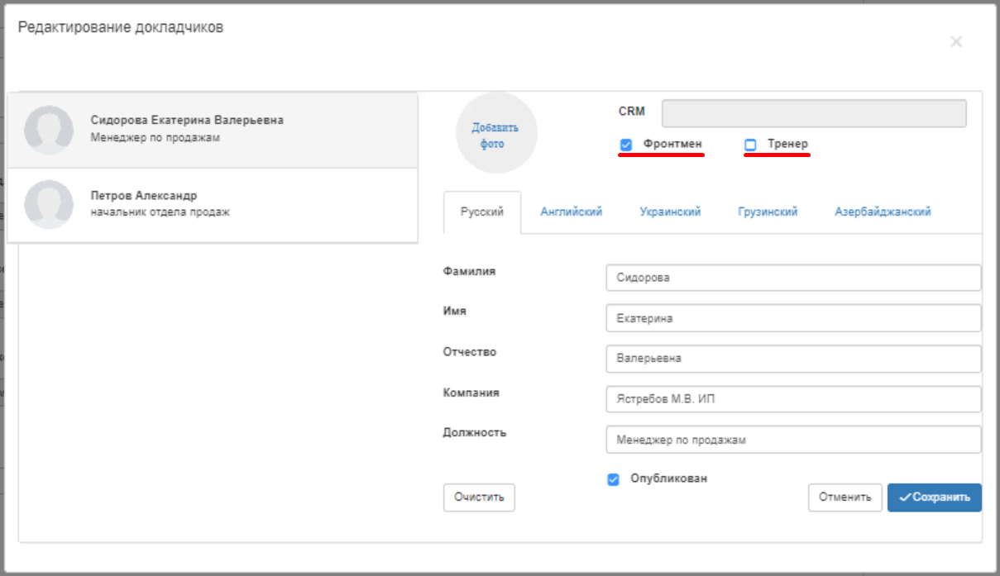 Редактирование докладчиков
×
Сидорова Екатерина Валерьевна
Менеджер по продажам
Петров Александр
начальник отдела продаж
Добавить
фото
CRM
Фронтмен Тренер
Русский Английский Украинский Грузинский Азербайджанский
Фамилия Сидорова
Имя Екатерина
Отчество Валерьевна
Компания Ястребов М.В. ИП
Должность Менеджер по продажам
Опубликован
Очистить Отменить Сохранить